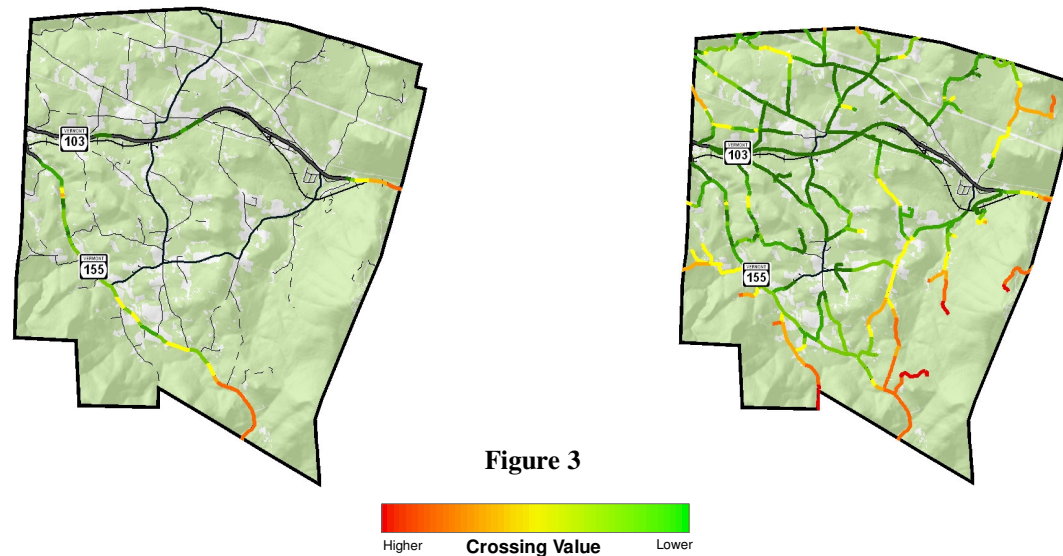 VERMONT
103
VERMONT
155
VERMONT
103
VERMONT
155
Figure 3
Higher Crossing Value Lower